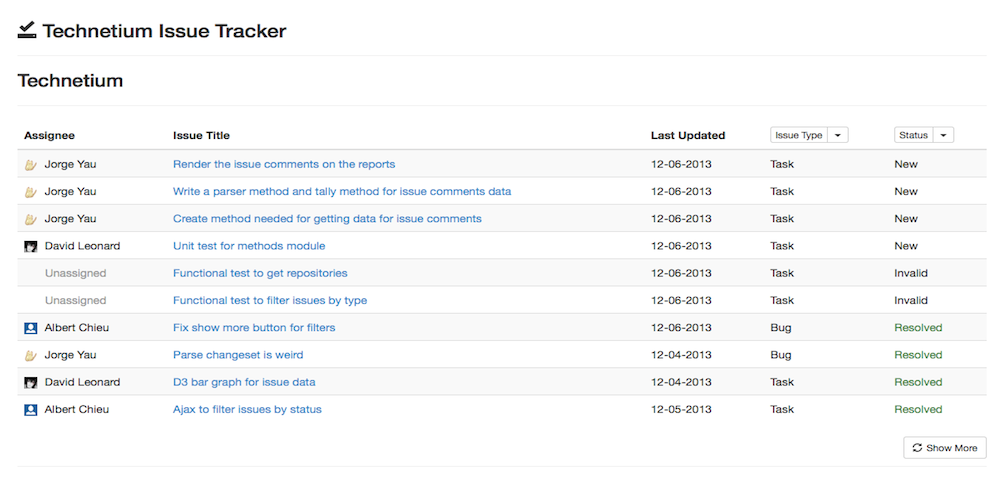 Technetium Issue Tracker
Technetium
Assignee Issue Title Last Updated Issue Type Status
Jorge Yau Render the issue comments on the reports 12-06-2013 Task New
Jorge Yau Write a parser method and tally method for issue comments data 12-06-2013 Task New
Jorge Yau Create method needed for getting data for issue comments 12-06-2013 Task New
David Leonard Unit test for methods module 12-06-2013 Task New
Unassigned Functional test to get repositories 12-06-2013 Task Invalid
Unassigned Functional test to filter issues by type 12-06-2013 Task Invalid
Albert Chieu Fix show more button for filters 12-06-2013 Bug Resolved
Jorge Yau Parse changeset is weird 12-04-2013 Bug Resolved
David Leonard D3 bar graph for issue data 12-04-2013 Task Resolved
Albert Chieu Ajax to filter issues by status 12-05-2013 Task Resolved
Show More